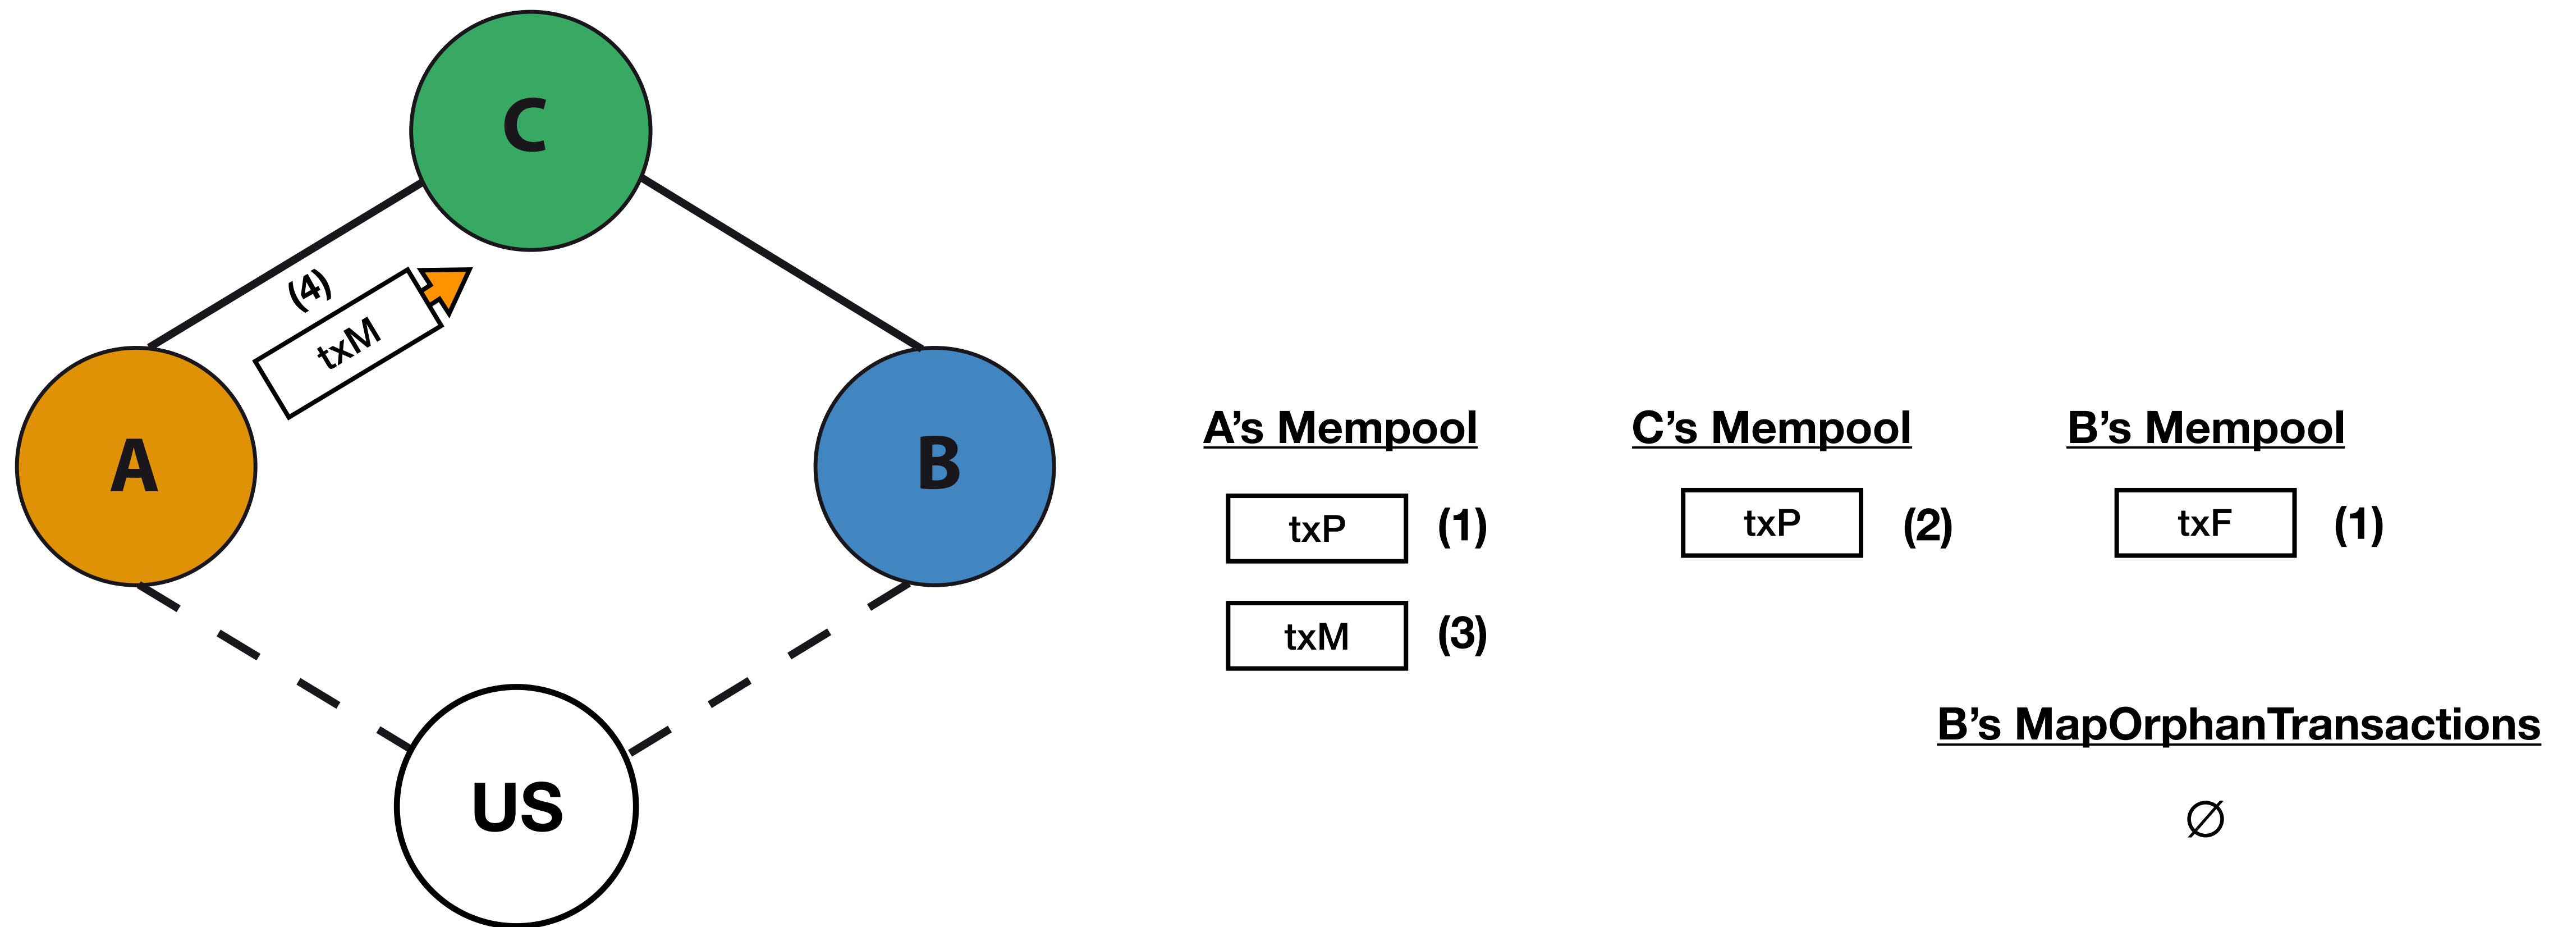 C
(4)
txM
A
B
US
A’s Mempool
txP (1)
txM (3)
C’s Mempool
txP (2)
B’s Mempool
txF (1)
B’s MapOrphanTransactions
∅